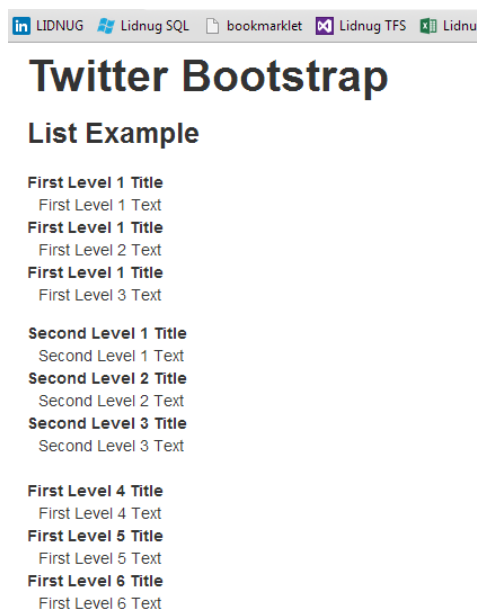 LIDNUG Lidnug SQL bookmarklet Lidnug TFS Lidnu
Twitter Bootstrap
List Example
First Level 1 Title
First Level 1 Text
First Level 1 Title
First Level 2 Text
First Level 1 Title
First Level 3 Text
Second Level 1 Title
Second Level 1 Text
Second Level 2 Title
Second Level 2 Text
Second Level 3 Title
Second Level 3 Text
First Level 4 Title
First Level 4 Text
First Level 5 Title
First Level 5 Text
First Level 6 Title
First Level 6 Text